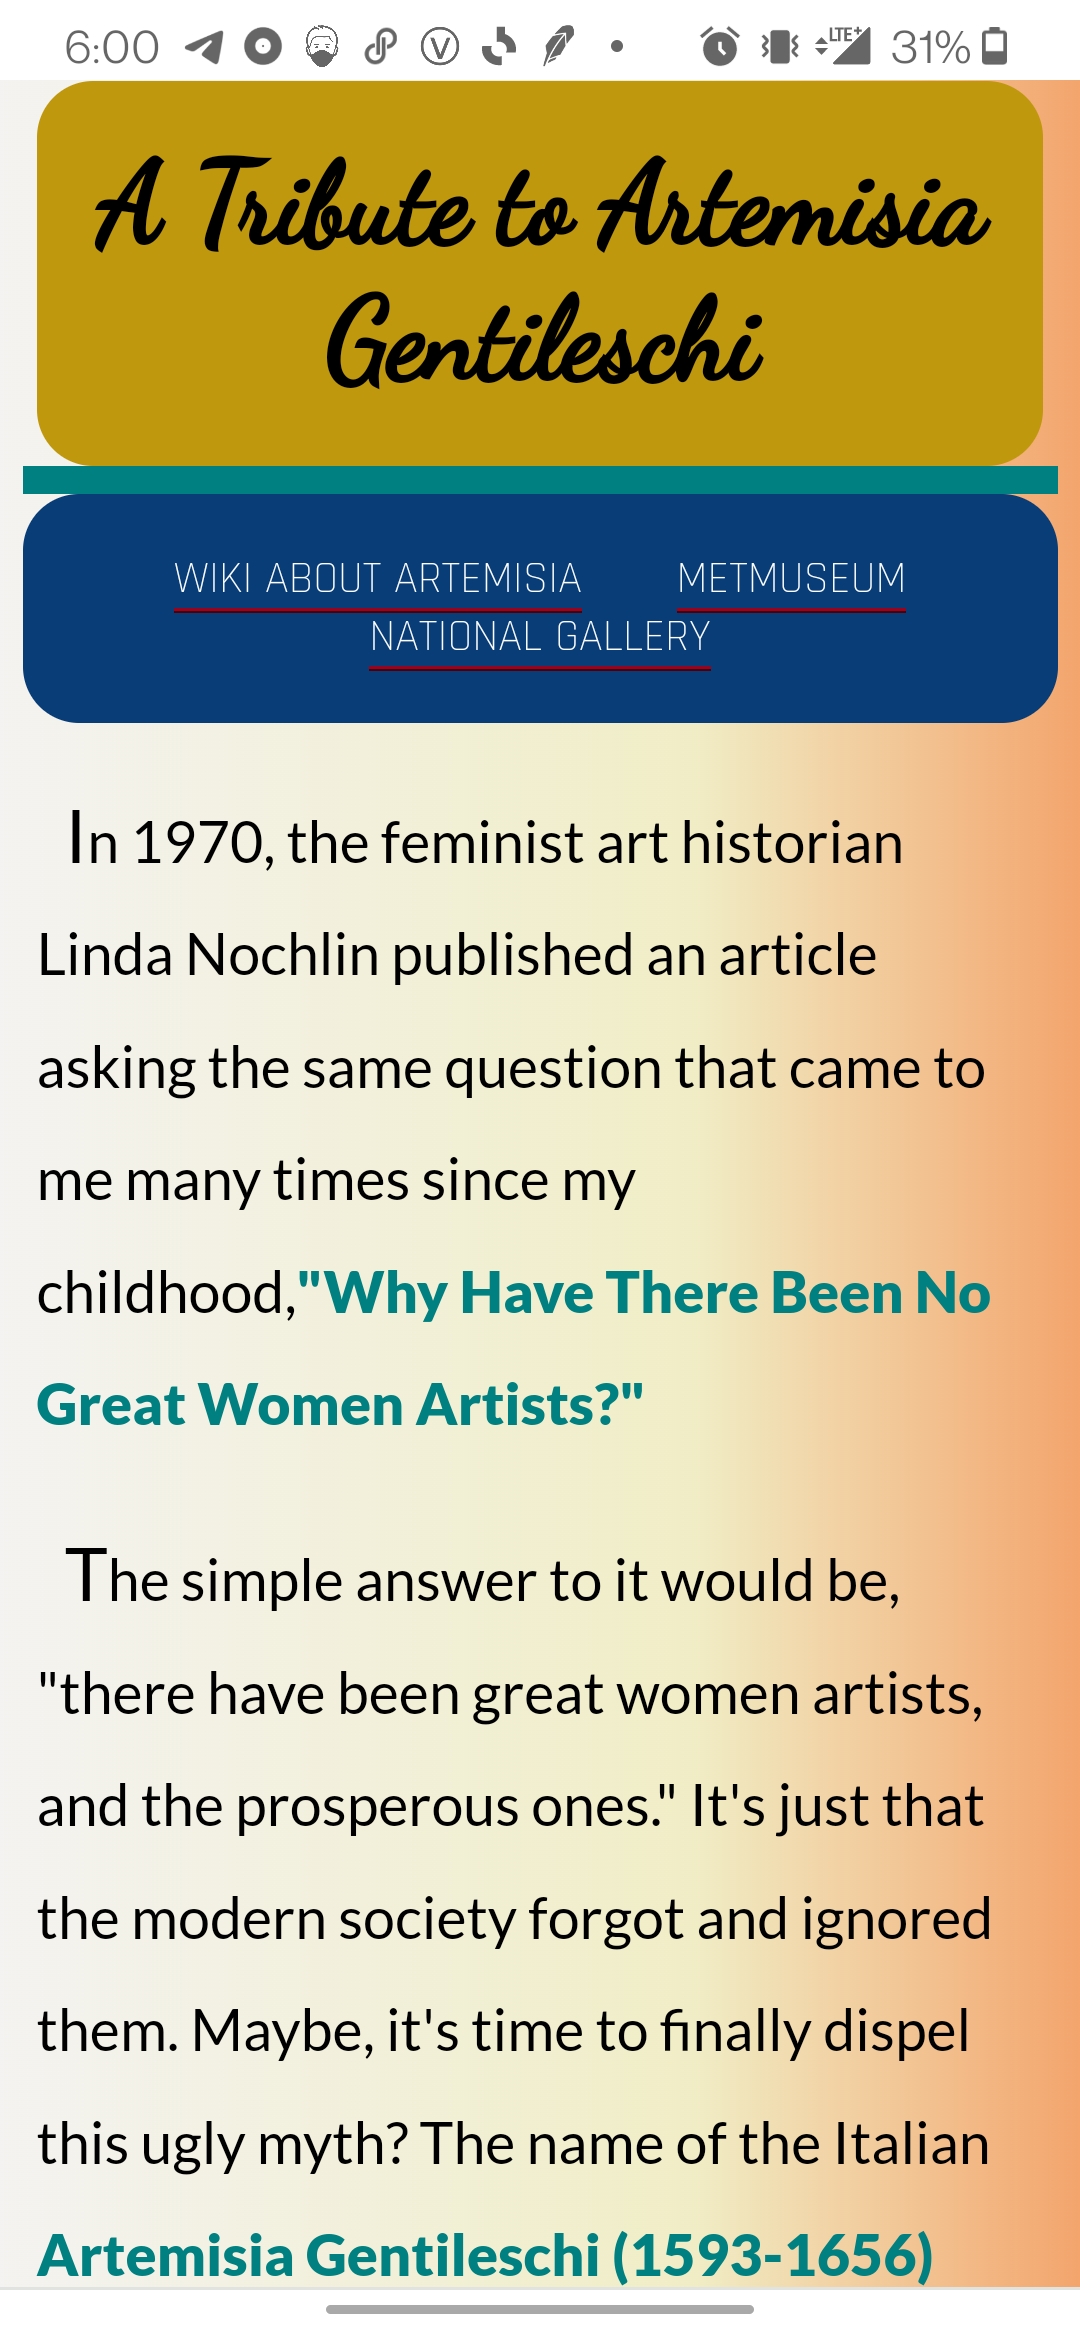 6:00 LTE+ 31%
A Tribute to Artemisia
Gentileschi
WIKI ABOUT ARTEMISIA METMUSEUM
NATIONAL GALLERY
In 1970, the feminist art historian
Linda Nochlin published an article
asking the same question that came to
me many times since my
childhood,"Why Have There Been No
Great Women Artists?"
The simple answer to it would be,
"there have been great women artists,
and the prosperous ones." It's just that
the modern society forgot and ignored
them. Maybe, it's time to finally dispel
this ugly myth? The name of the Italian
Artemisia Gentileschi (1593-1656)